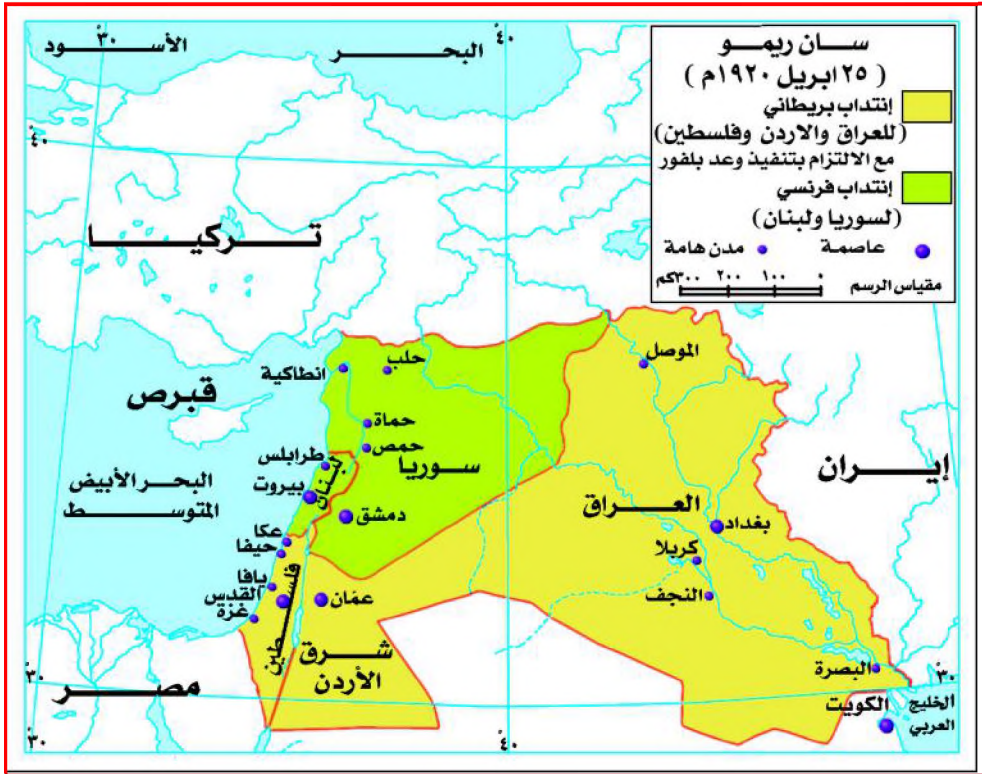 سان ريمو
( ٢٥ ابريل ١٩٢٠م )
إنتداب بريطاني
(للعراق والاردن وفلسطين)
مع الالتزام بتنفيذ وعد بلفور
إنتداب فرنسي
(لسوريا ولبنان)
عاصمة
مدن هامة
مقياس الرسم
٠ ١٠٠ ٢٠٠ ٣٠٠كم
٣٠
٤٠
البحر الأسود
٤٠
تركيا
الموصل
حلب
انطاكية
قبرص
حماة
حمص
إيران
سوريا
طرابلس
لبنان
بيروت
البحر الأبيض
المتوسط
العراق
دمشق
بغداد
عكا
حيفا
كربلا
يافا
القدس
غزة
فلسطين
عمّان
النجف
شرق
الأردن
البصرة
مصر
٣٠
٣٠
الكويت
الخليج
العربي
٣٠
٤٠